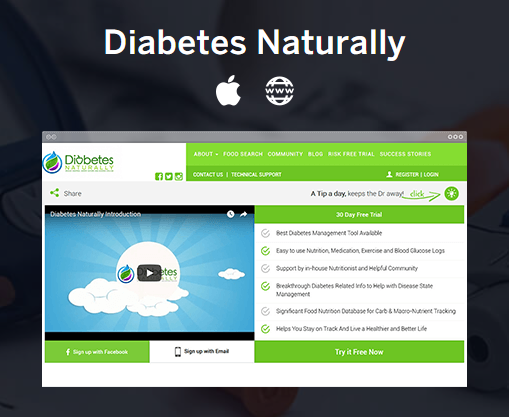 Diabetes Naturally
WWW
Diabetes
NATURALLY
ABOUT FOOD SEARCH COMMUNITY BLOG RISK FREE TRIAL SUCCESS STORIES
CONTACT US | TECHNICAL SUPPORT
REGISTER | LOGIN
Share
A Tip a day, keeps the Dr away! click
Diabetes Naturally Introduction
Diabetes
NATURALLY
30 Day Free Trial
Best Diabetes Management Tool Available
Easy to use Nutrition, Medication, Exercise and Blood Glucose Logs
Support by in-house Nutritionist and Helpful Community
Breakthrough Diabetes Related Info to Help with Disease State
Management
Significant Food Nutrition Database for Carb & Macro-Nutrient Tracking
Helps You Stay on Track And Live a Healthier and Better Life
Sign up with Facebook
Sign up with Email
Try it Free Now